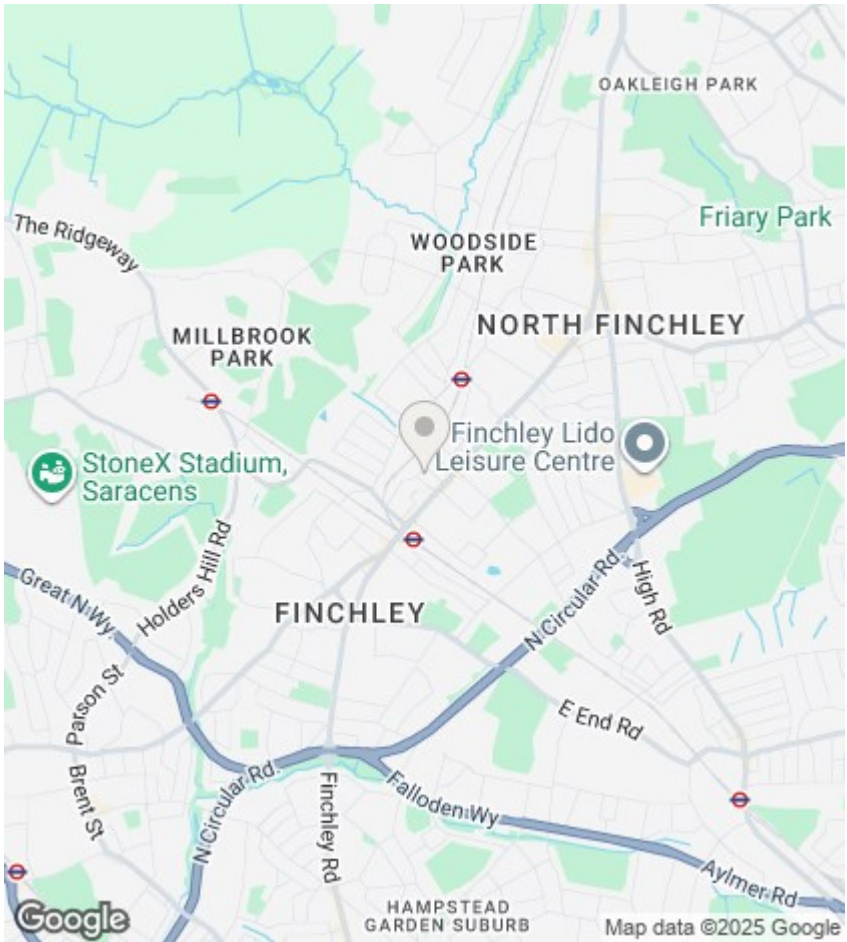 OAKLEIGH PARK
Friary Park
The Ridgeway
WOODSIDE
PARK
NORTH FINCHLEY
MILLBROOK
PARK
Finchley Lido
Leisure Centre
StoneX Stadium,
Saracens
Holders Hill Rd
Great N Wy
N Circular Rd
High Rd
FINCHLEY
Parson St
E End Rd
Brent St
N Circular Rd
Finchley Rd
Falloden Wy
Aylmer Rd
HAMPSTEAD
GARDEN SUBURB
Google
Map data ©2025 Google